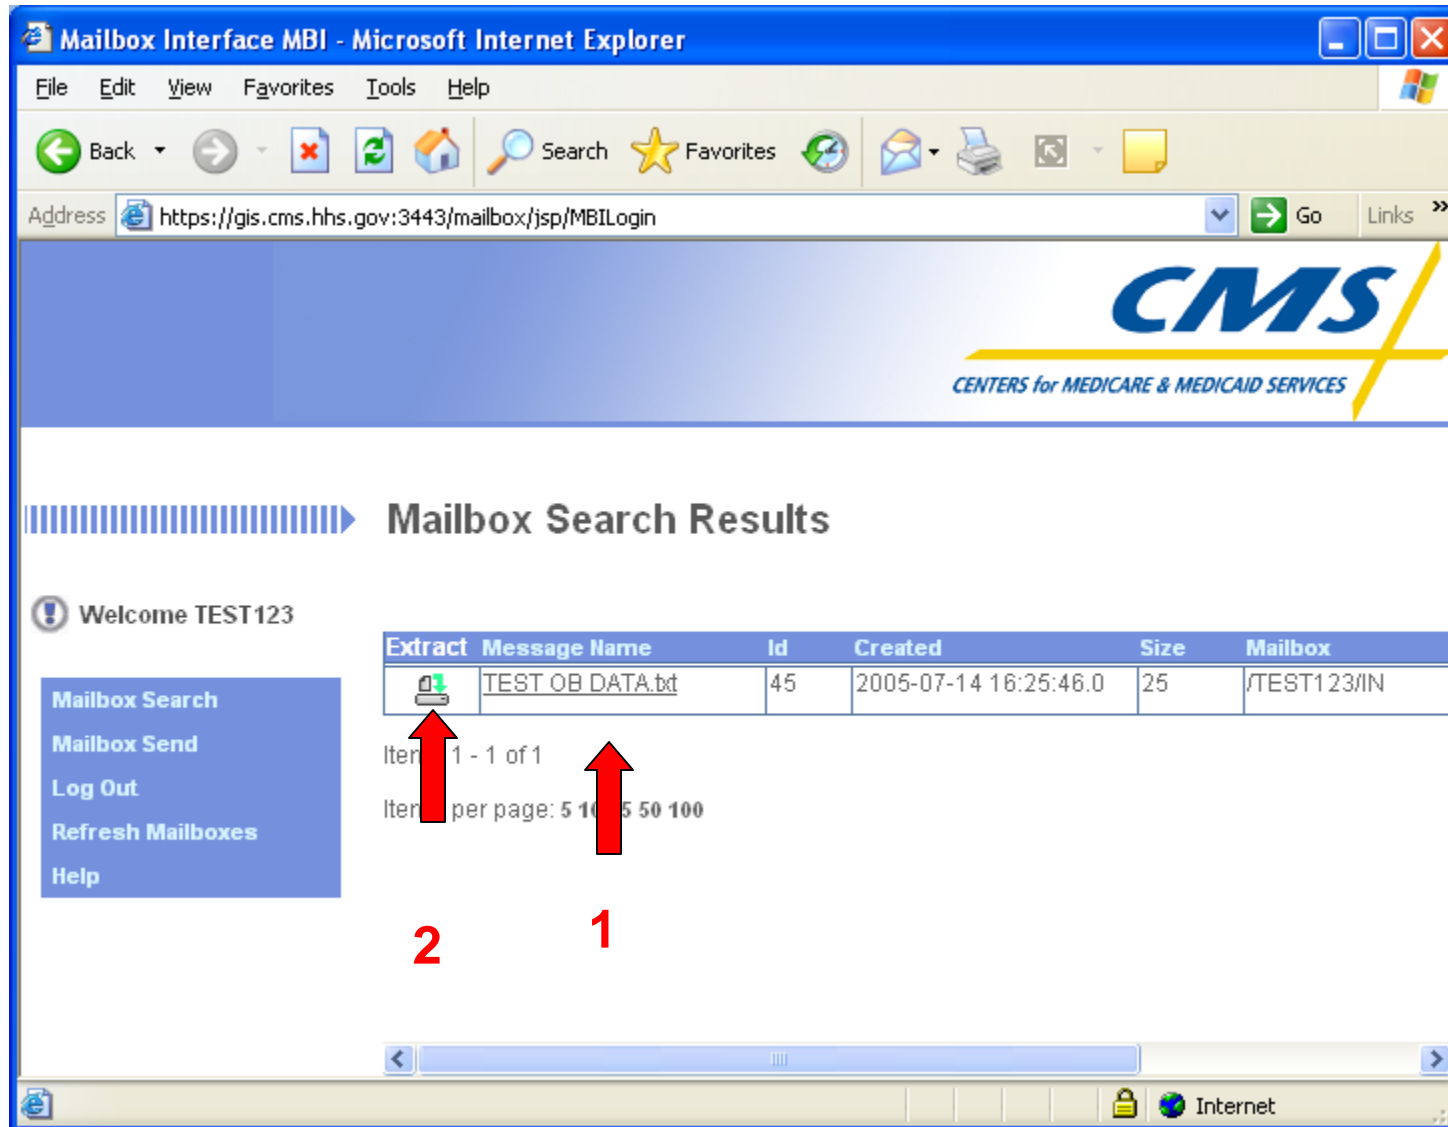 Mailbox Interface MBI - Microsoft Internet Explorer
File Edit View Favorites Tools Help
Back Search Favorites
Address https://gis.cms.hhs.gov:3443/mailbox/jsp/MBILogin Go Links »
CMS
CENTERS for MEDICARE & MEDICAID SERVICES
Mailbox Search Results
Welcome TEST123
Mailbox Search
Mailbox Send
Log Out
Refresh Mailboxes
Help
Extract Message Name Id Created Size Mailbox
TEST OB DATA.txt 45 2005-07-14 16:25:46.0 25 /TEST123/IN
1 - 1 of 1
per page: 5 50 100
2 1
Internet